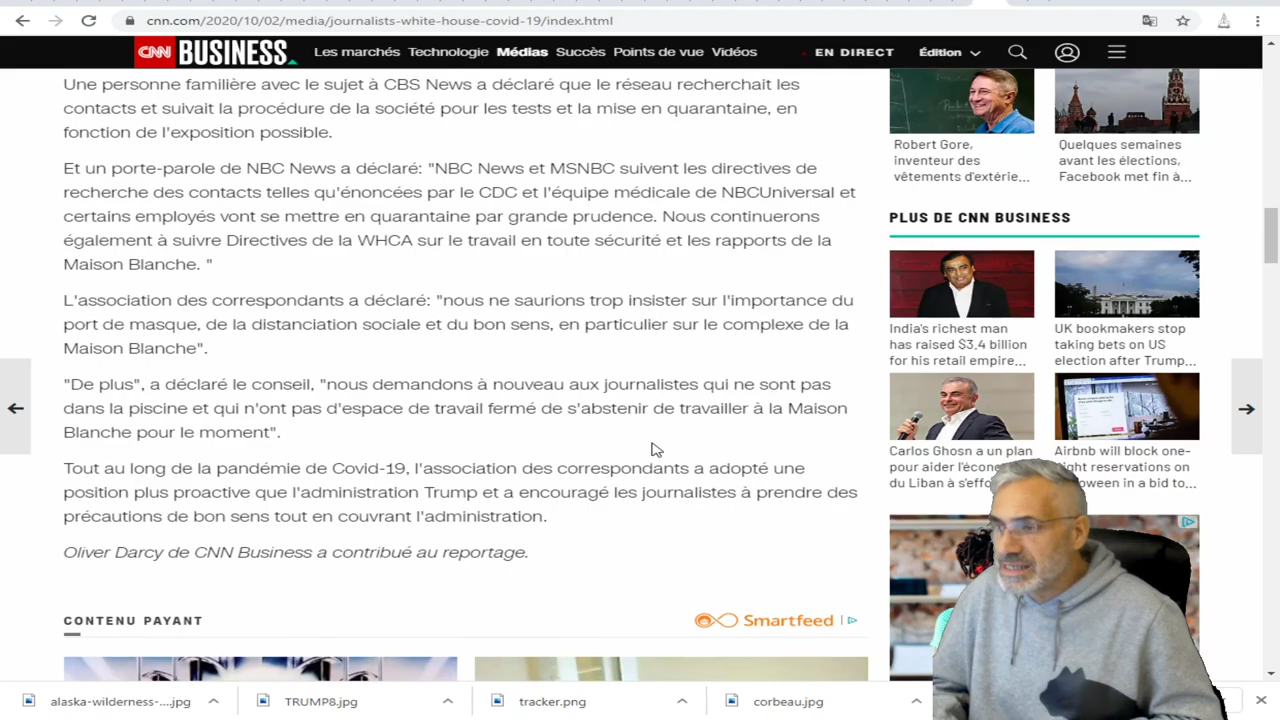 cnn.com/2020/10/02/media/journalists-white-house-covid-19/index.html
CNN BUSINESS Les marchés Technologie Médias Succès Points de vue Vidéos EN DIRECT Édition
Une personne familière avec le sujet à CBS News a déclaré que le réseau recherchait les
contacts et suivait la procédure de la société pour les tests et la mise en quarantaine, en
fonction de l'exposition possible.
Et un porte-parole de NBC News a déclaré: "NBC News et MSNBC suivent les directives de
recherche des contacts telles qu'énoncées par le CDC et l'équipe médicale de NBCUniversal et
certains employés vont se mettre en quarantaine par grande prudence. Nous continuerons
également à suivre Directives de la WHCA sur le travail en toute sécurité et les rapports de la
Maison Blanche. "
L'association des correspondants a déclaré: "nous ne saurions trop insister sur l'importance du
port de masque, de la distanciation sociale et du bon sens, en particulier sur le complexe de la
Maison Blanche".
"De plus", a déclaré le conseil, "nous demandons à nouveau aux journalistes qui ne sont pas
dans la piscine et qui n'ont pas d'espace de travail fermé de s'abstenir de travailler à la Maison
Blanche pour le moment".
Tout au long de la pandémie de Covid-19, l'association des correspondants a adopté une
position plus proactive que l'administration Trump et a encouragé les journalistes à prendre des
précautions de bon sens tout en couvrant l'administration.
Oliver Darcy de CNN Business a contribué au reportage.
CONTENU PAYANT
Smartfeed
Robert Gore,
inventeur des
vêtements d'extérie...
Quelques semaines
avant les élections,
Facebook met fin à...
PLUS DE CNN BUSINESS
India's richest man
has raised $3.4 billion
for his retail empire...
UK bookmakers stop
taking bets on US
election after Trump...
Carlos Ghosn a un plan
pour aider l'écono
du Liban à s'effo
Airbnb will block one-
ight reservations on
loween in a bid to...
alaska-wilderness-....jpg
TRUMP8.jpg
tracker.png
corbeau.jpg